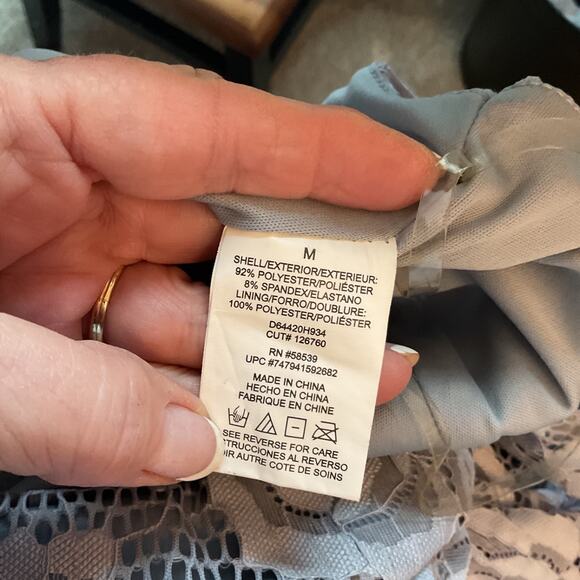 M
SHELL/EXTERIOR/EXTERIEUR:
92% POLYESTER/POLIÉSTER
8% SPANDEX/ELASTANO
LINING/FORRO/DOUBLURE:
100% POLYESTER/POLIÉSTER
D64420H934
CUT# 126760
RN #58539
UPC #747941592682
MADE IN CHINA
HECHO EN CHINA
FABRIQUE EN CHINE
SEE REVERSE FOR CARE
TRUCCIONES AL REVERSO
IR AUTRE COTE DE SOINS